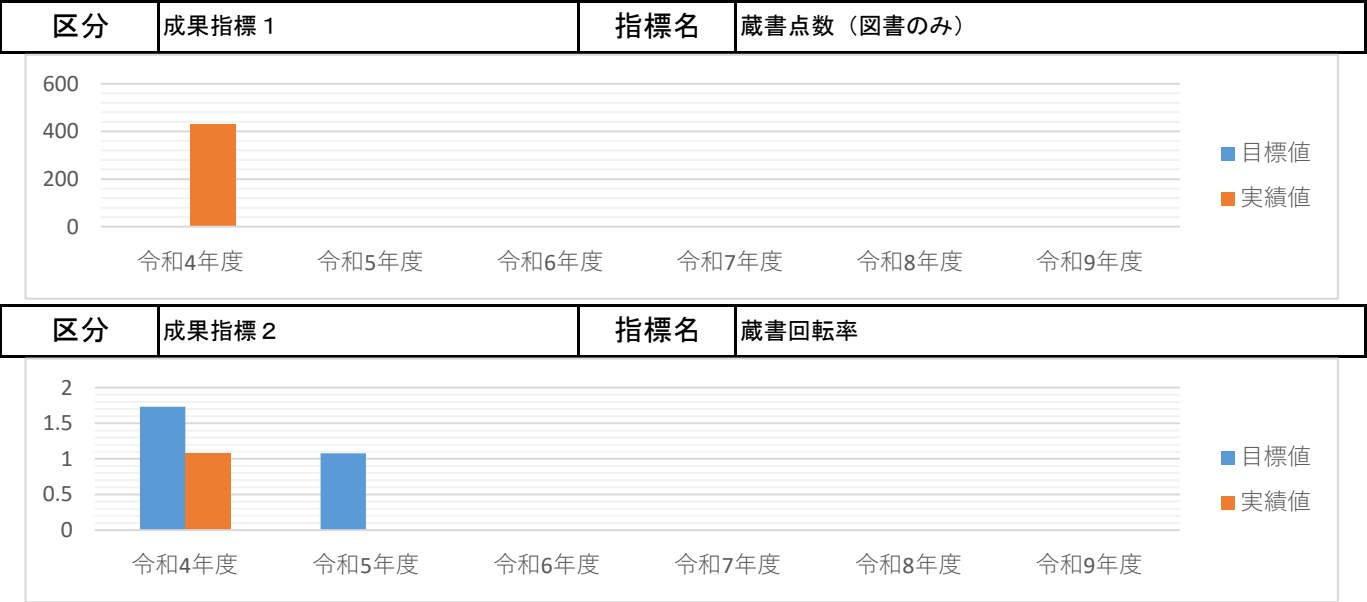 区分 成果指標１ 指標名 蔵書点数（図書のみ）
600
400
200
0
目標値
実績値
令和4年度 令和5年度 令和6年度 令和7年度 令和8年度 令和9年度
区分 成果指標２ 指標名 蔵書回転率
2
1.5
1
0.5
0
目標値
実績値
令和4年度 令和5年度 令和6年度 令和7年度 令和8年度 令和9年度